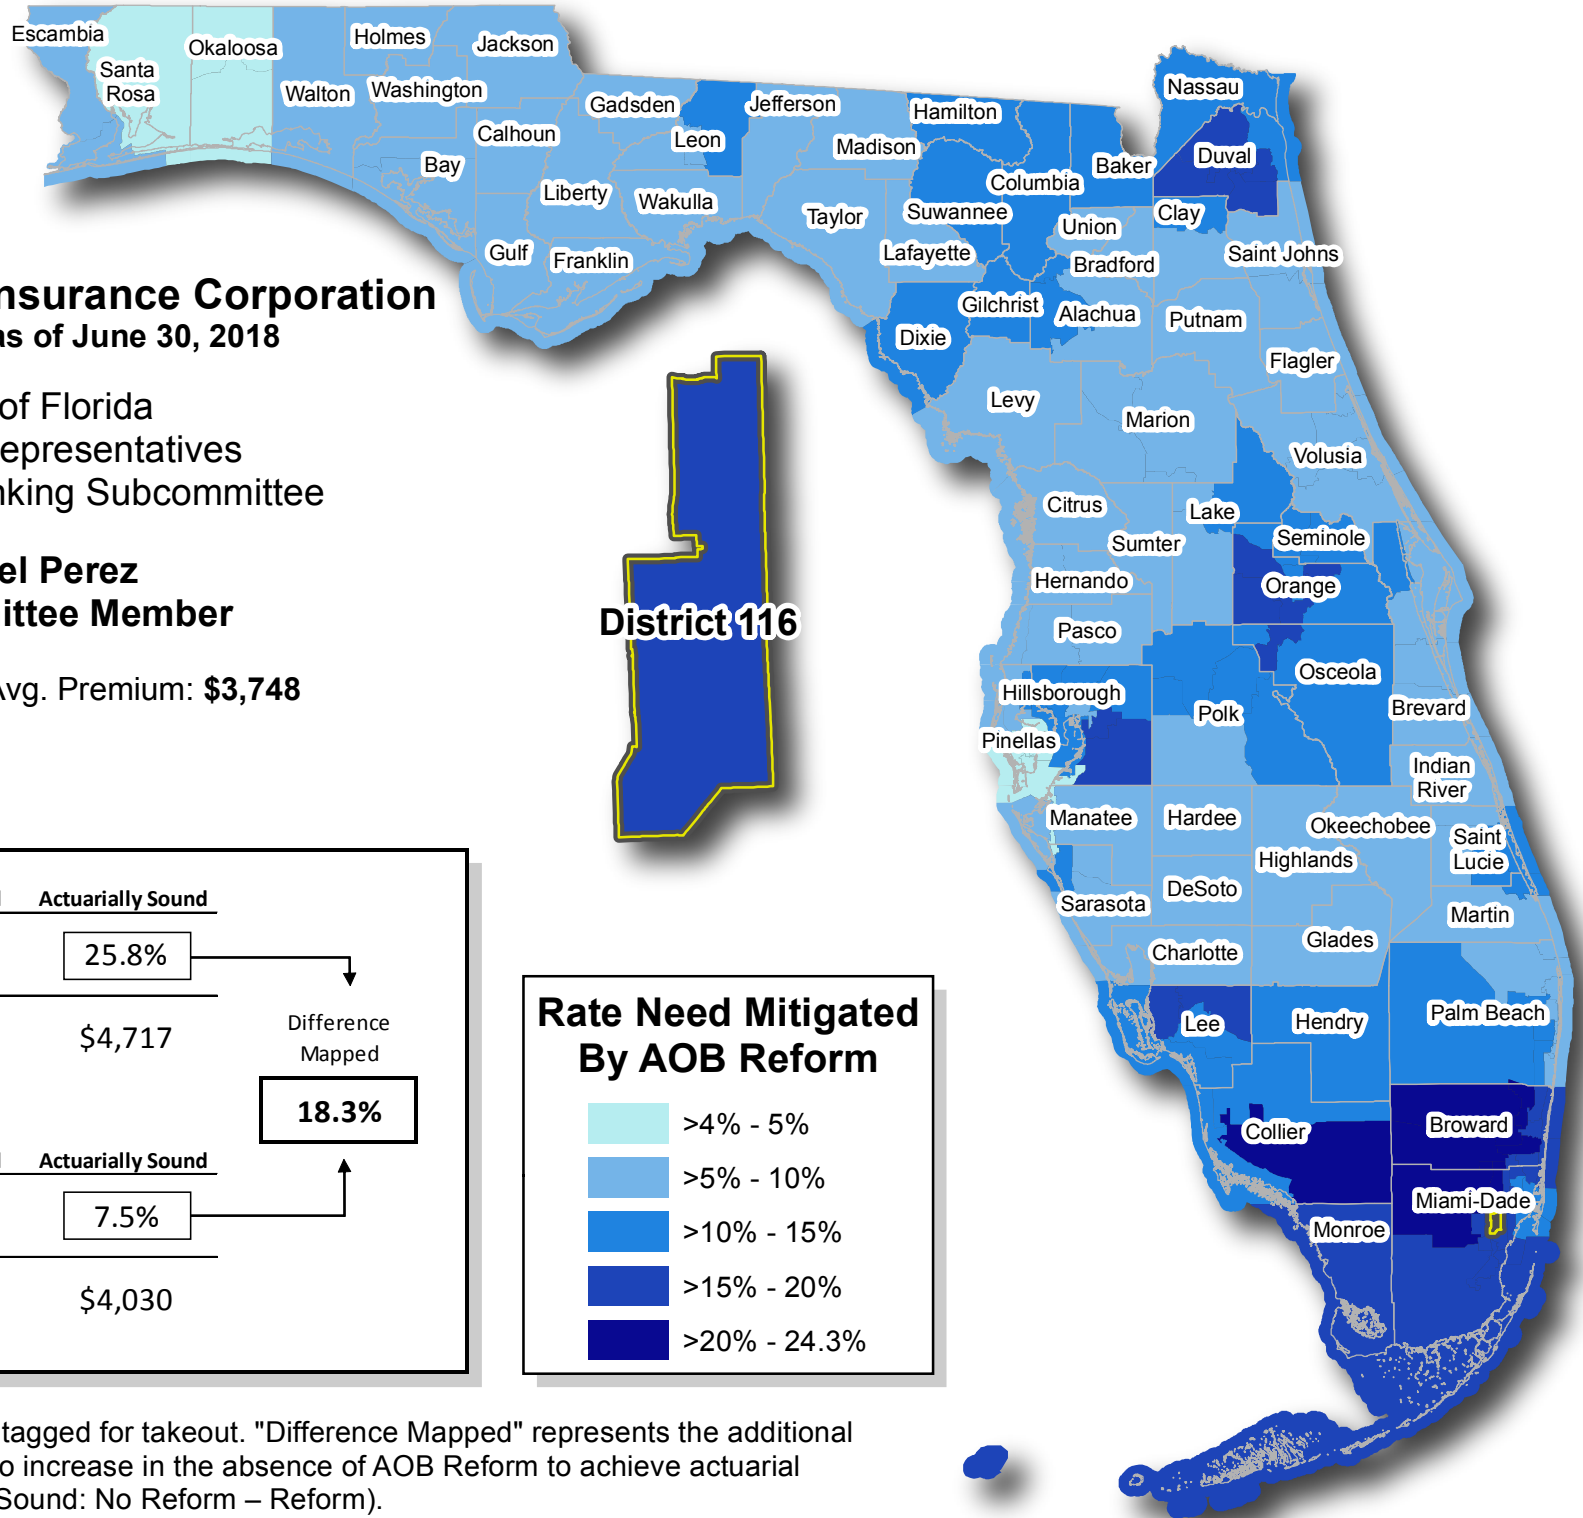 Insurance Corporation
as of June 30, 2018
of Florida
epresentatives
nking Subcommittee
el Perez
ittee Member
Avg. Premium: $3,748
District 116
Actuarially Sound
25.8%
$4,717
Difference
Mapped
18.3%
Actuarially Sound
7.5%
$4,030
Rate Need Mitigated
By AOB Reform
>4% - 5%
>5% - 10%
>10% - 15%
>15% - 20%
>20% - 24.3%
tagged for takeout. "Difference Mapped" represents the additional
o increase in the absence of AOB Reform to achieve actuarial
Sound: No Reform – Reform).
Escambia
Santa
Rosa
Okaloosa
Walton
Holmes
Washington
Jackson
Bay
Calhoun
Gulf
Liberty
Franklin
Gadsden
Leon
Wakulla
Jefferson
Madison
Taylor
Hamilton
Suwannee
Lafayette
Dixie
Columbia
Gilchrist
Baker
Union
Bradford
Alachua
Nassau
Duval
Clay
Saint Johns
Putnam
Flagler
Levy
Marion
Volusia
Citrus
Lake
Sumter
Seminole
Hernando
Orange
Pasco
Osceola
Hillsborough
Polk
Brevard
Pinellas
Indian
River
Manatee
Hardee
Okeechobee
Saint
Lucie
Highlands
Sarasota
DeSoto
Martin
Charlotte
Glades
Lee
Hendry
Palm Beach
Collier
Broward
Miami-Dade
Monroe